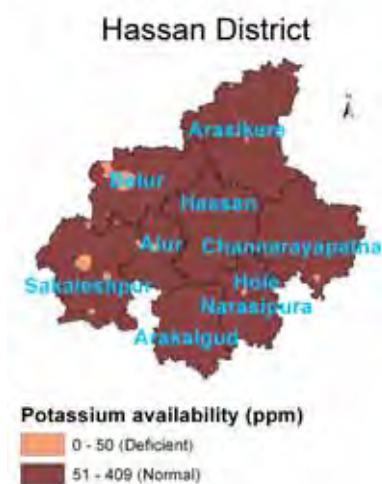 Hassan District
Arasikere
Belur
Hassan
Alur
Channarayapatna
Sakaleshpur
Hole
Narasipura
Arakalgud
Potassium availability (ppm)
0 - 50 (Deficient)
51 - 409 (Normal)